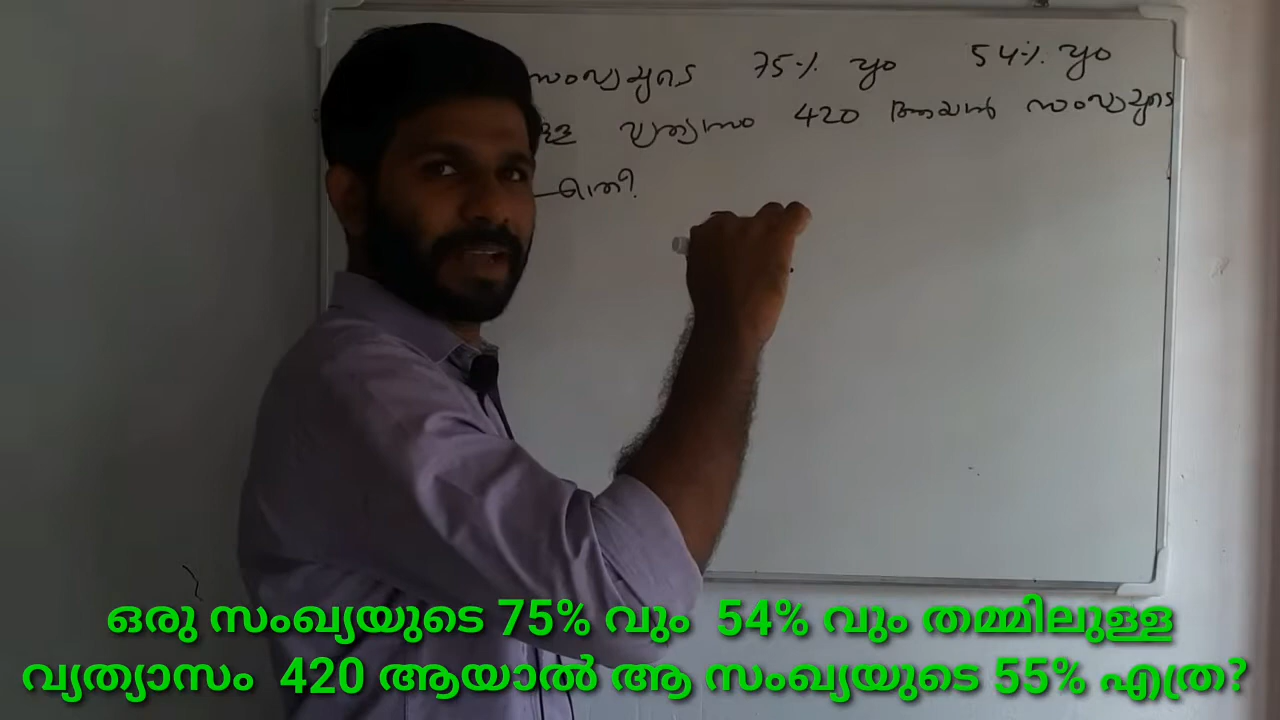 സംഖ്യയുടെ 75% വും 54% വും
ള്ള വ്യത്യാസം 420 ആയാൽ സംഖ്യയുടെ
എത്ര?
ഒരു സംഖ്യയുടെ 75% വും 54% വും തമ്മിലുള്ള
വ്യത്യാസം 420 ആയാൽ ആ സംഖ്യയുടെ 55% എത്ര?